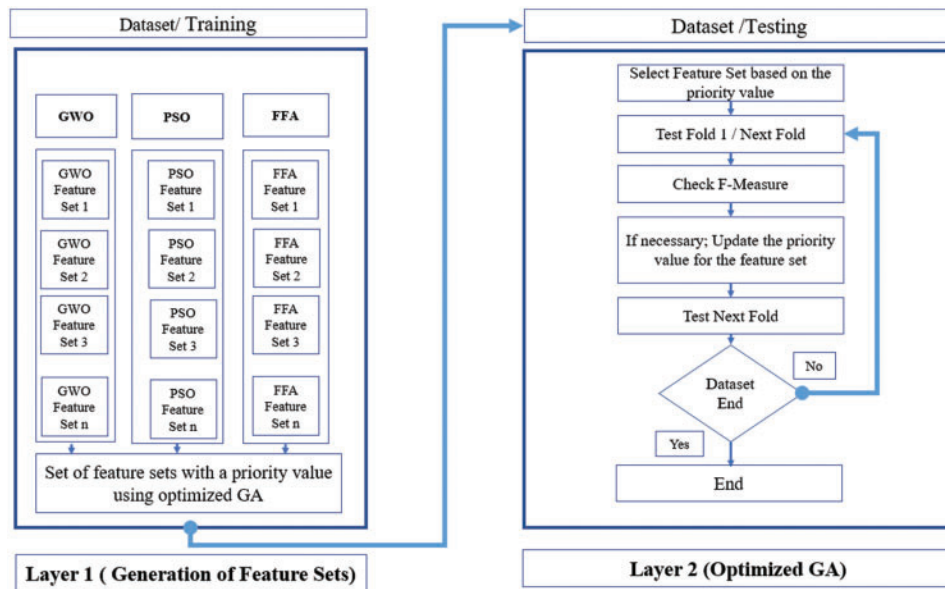 Dataset/ Training
GWO
PSO
FFA
GWO
Feature
Set 1
PSO
Feature
Set 1
FFA
Feature
Set 1
GWO
Feature
Set 2
PSO
Feature
Set 2
FFA
Feature
Set 2
GWO
Feature
Set 3
PSO
Feature
Set 3
FFA
Feature
Set 3
GWO
Feature
Set n
PSO
Feature
Set n
FFA
Feature
Set n
Set of feature sets with a priority value
using optimized GA
Layer 1 ( Generation of Feature Sets)
Dataset /Testing
Select Feature Set based on the
priority value
Test Fold 1 / Next Fold
Check F-Measure
If necessary; Update the priority
value for the feature set
Test Next Fold
Dataset
End
No
Yes
End
Layer 2 (Optimized GA)